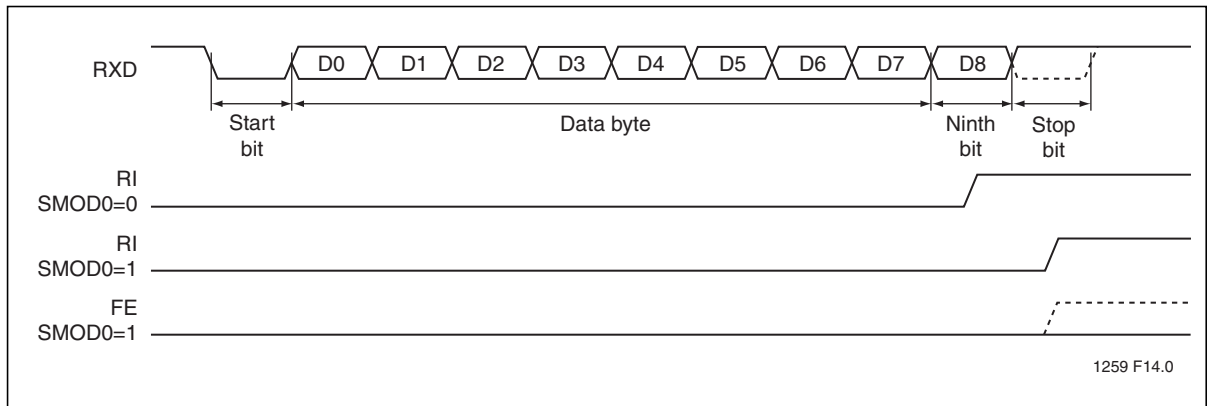 RXD
D0 D1 D2 D3 D4 D5 D6 D7 D8
Start bit
Data byte
Ninth bit
Stop bit
RI
SMOD0=0
RI
SMOD0=1
FE
SMOD0=1
1259 F14.0